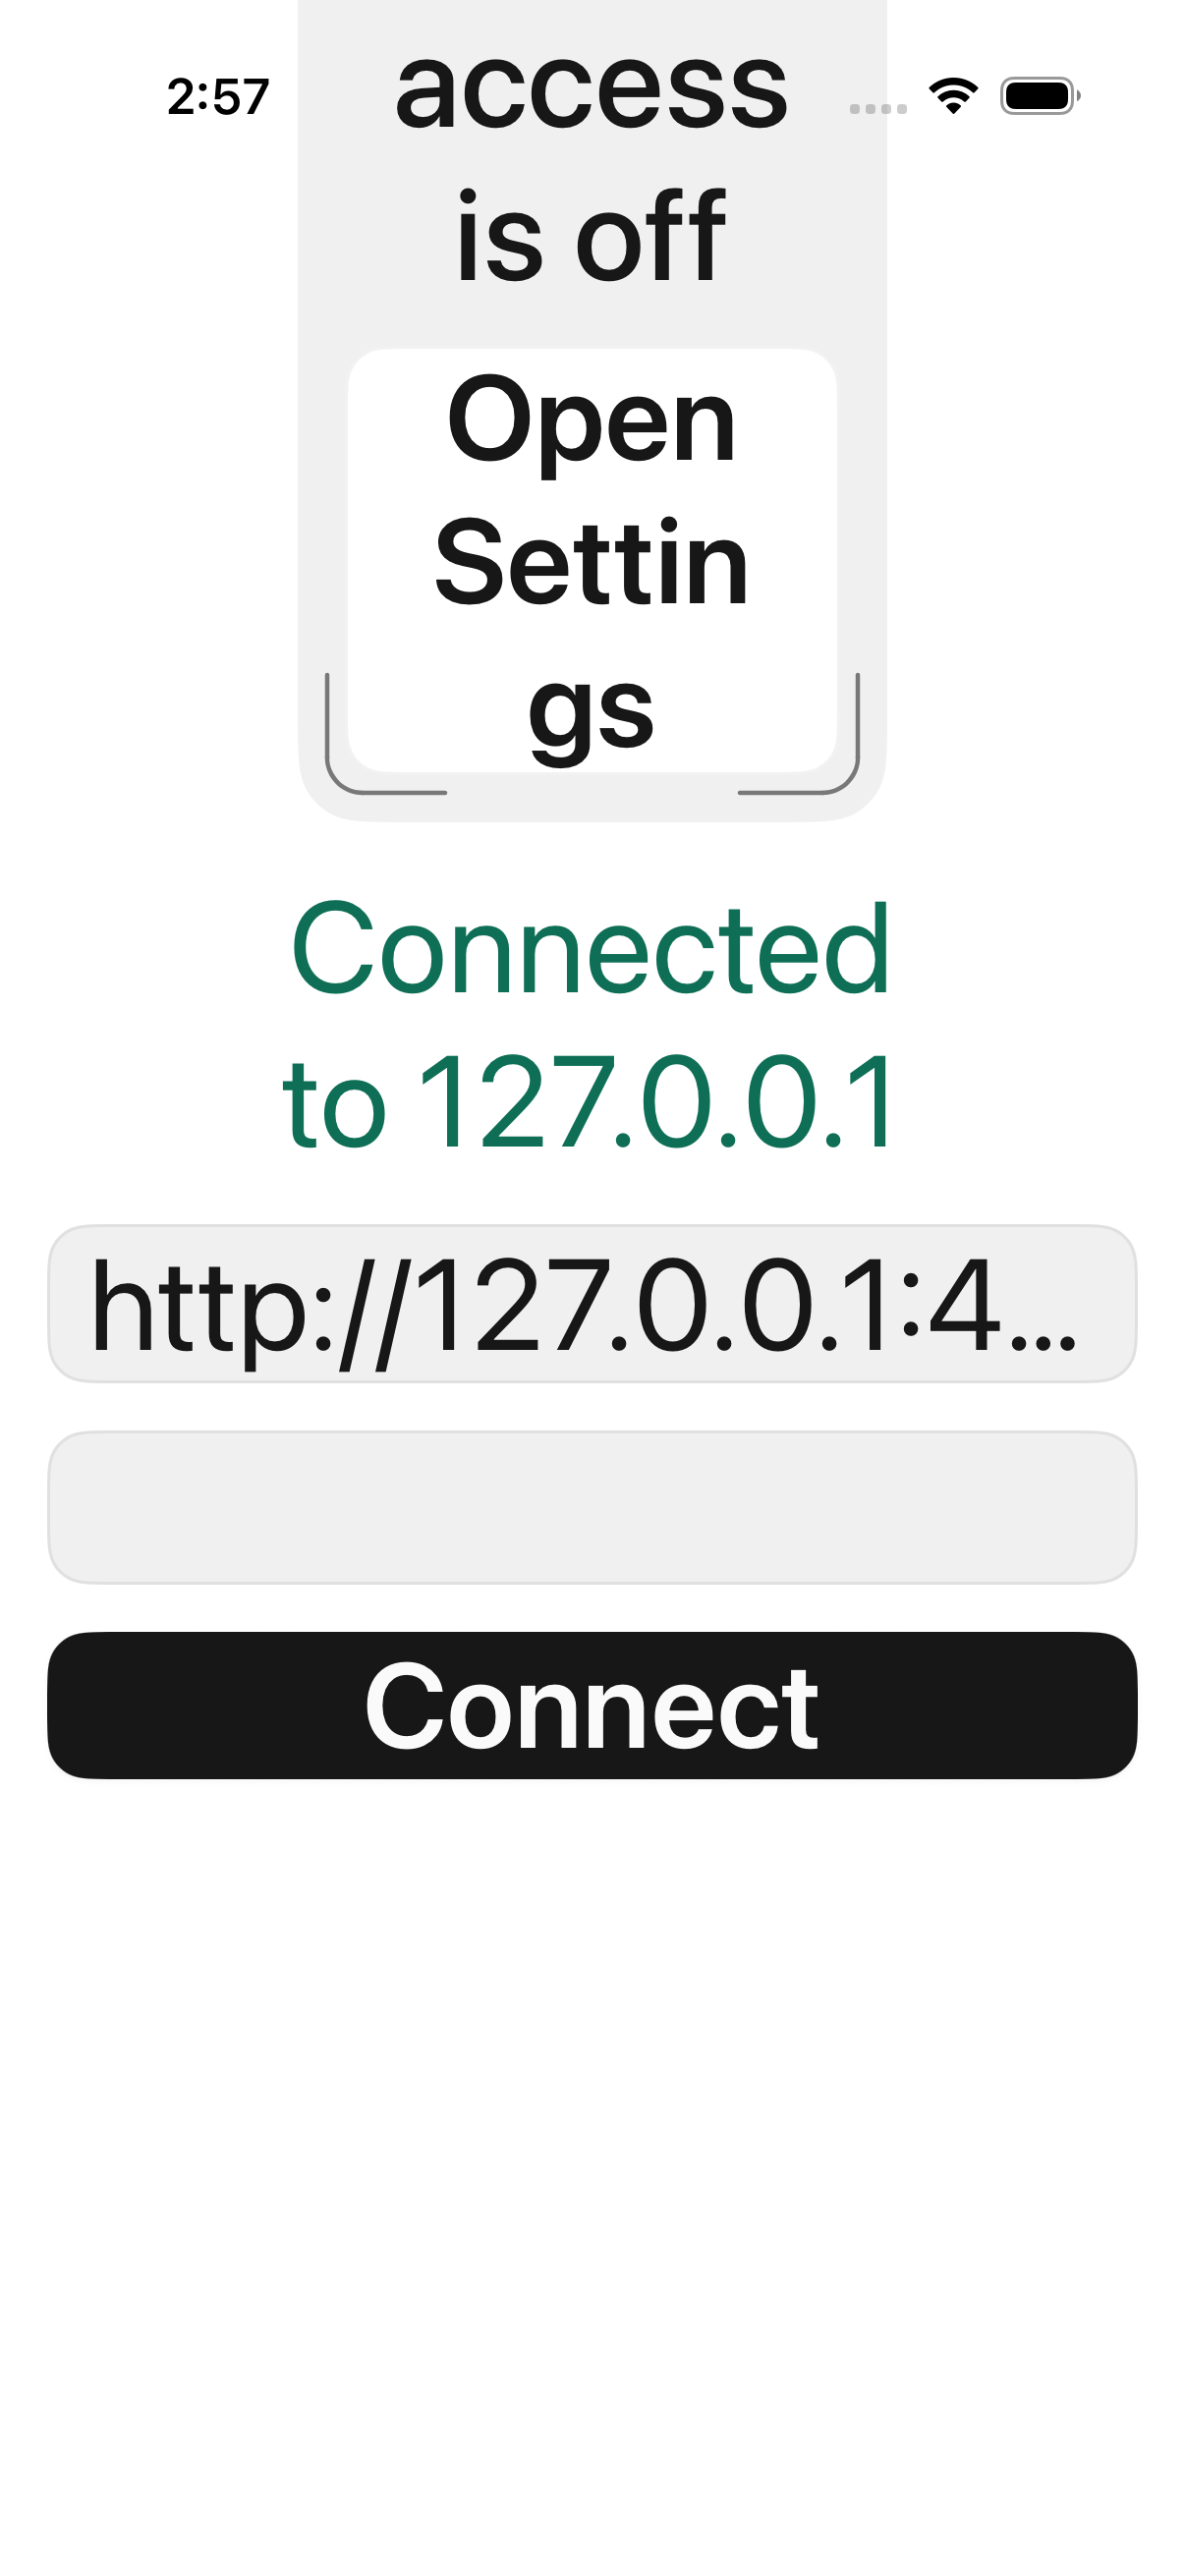 2:57
access
is off
Open
Settin
gs
Connected
to 127.0.0.1
http://127.0.0.1:4...
Connect